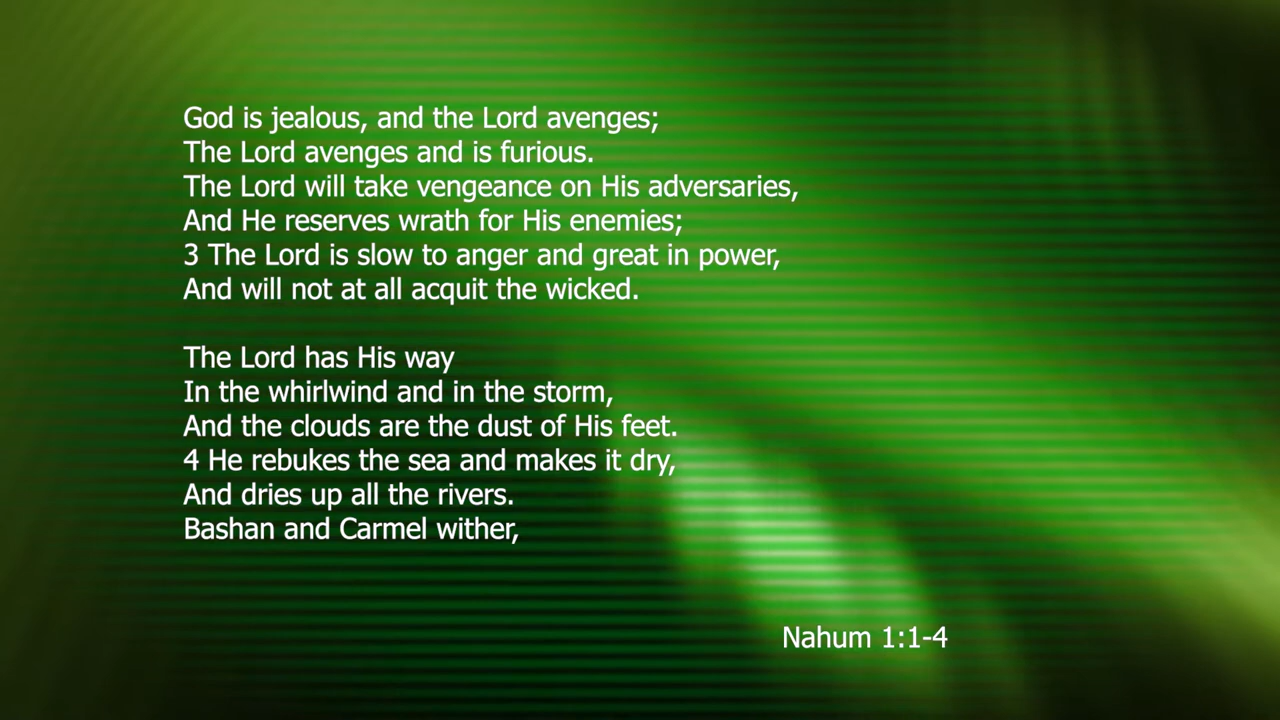 God is jealous, and the Lord avenges;
The Lord avenges and is furious.
The Lord will take vengeance on His adversaries,
And He reserves wrath for His enemies;
3 The Lord is slow to anger and great in power,
And will not at all acquit the wicked.
The Lord has His way
In the whirlwind and in the storm,
And the clouds are the dust of His feet.
4 He rebukes the sea and makes it dry,
And dries up all the rivers.
Bashan and Carmel wither,
Nahum 1:1-4